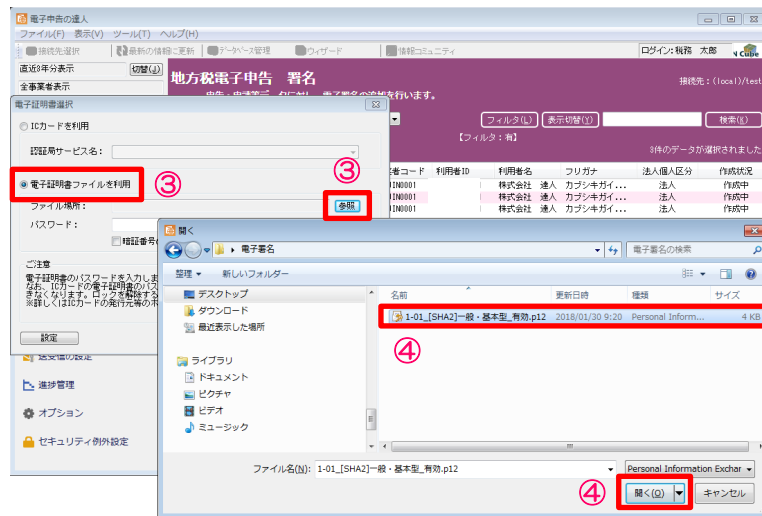 電子申告の達人
ファイル(F) 表示(V) ツール(T) ヘルプ(H)
接続先選択 最新の情報に更新 データベース管理 ウィザード 情報コミュニティ
ログイン:税務 太郎
直近8年分表示 切替(J)
全事業者表示
地方税電子申告 署名
接続先:(local)/test
フィルタ(L) 表示切替(Y) 検索(K)
【フィルタ:有】
3件のデータが選択されました
者コード 利用者ID 利用者名 フリガナ 法人個人区分 作成状況
IN0001 株式会社 達人 カブシキガイ... 法人 作成中
IN0001 株式会社 達人 カブシキガイ... 法人 作成中
IN0001 株式会社 達人 カブシキガイ... 法人 作成中
電子証明書選択
ICカードを利用
認証局サービス名:
電子証明書ファイルを利用
③
③
ファイル場所:
参照
パスワード:
暗証番号
ご注意
電子証明書のパスワードを入力しま
なお、ICカードの電子証明書のパス
きなくなります。ロックを解除する
※詳しくはICカードの発行元等のホ
設定
送受信の設定
進捗管理
オプション
セキュリティ例外設定
開く
電子署名
電子署名の検索
整理 新しいフォルダー
デスクトップ
ダウンロード
最近表示した場所
ライブラリ
ドキュメント
ピクチャ
ビデオ
ミュージック
名前 更新日時 種類 サイズ
1-01_[SHA2]一般・基本型_有効.p12 2018/01/30 9:20 Personal Inform... 4 KB
④
ファイル名(N): 1-01_[SHA2]一般・基本型_有効.p12 Personal Information Exchar
④
開く(O) キャンセル